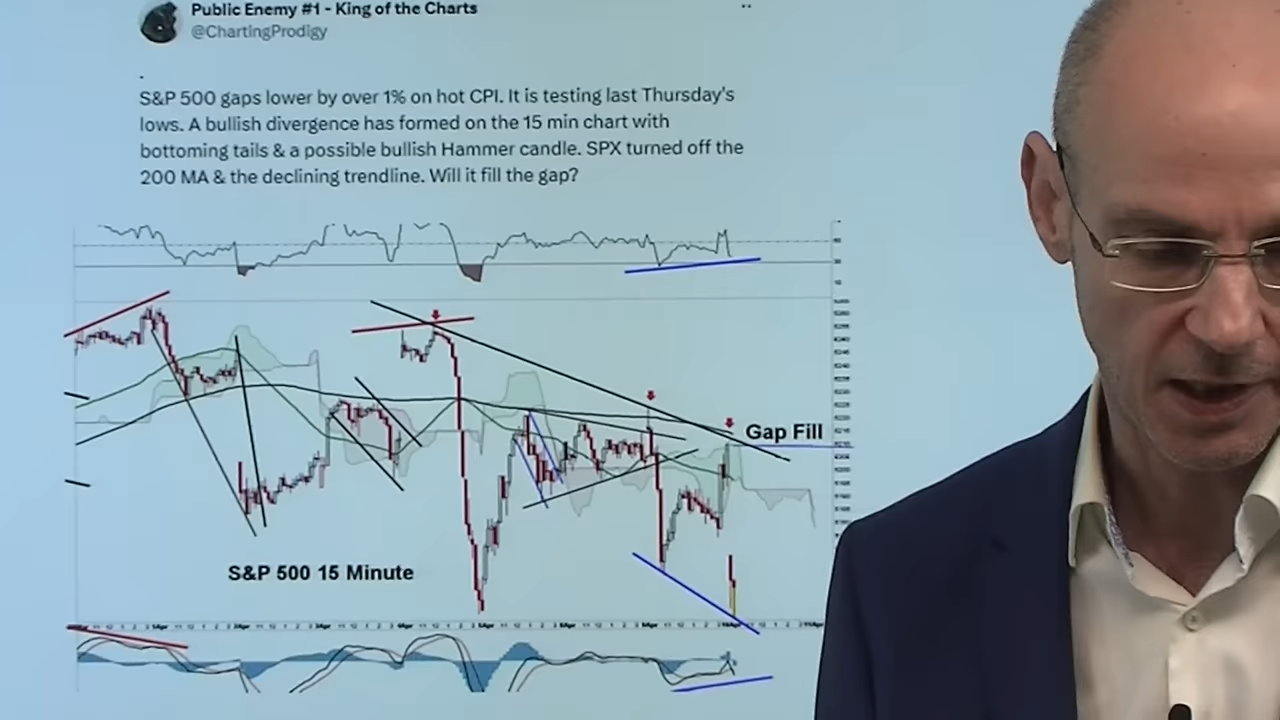 Public Enemy #1 - King of the Charts
@ChartingProdigy
S&P 500 gaps lower by over 1% on hot CPI. It is testing last Thursday's
lows. A bullish divergence has formed on the 15 min chart with
bottoming tails & a possible bullish Hammer candle. SPX turned off the
200 MA & the declining trendline. Will it fill the gap?
Gap Fill
S&P 500 15 Minute